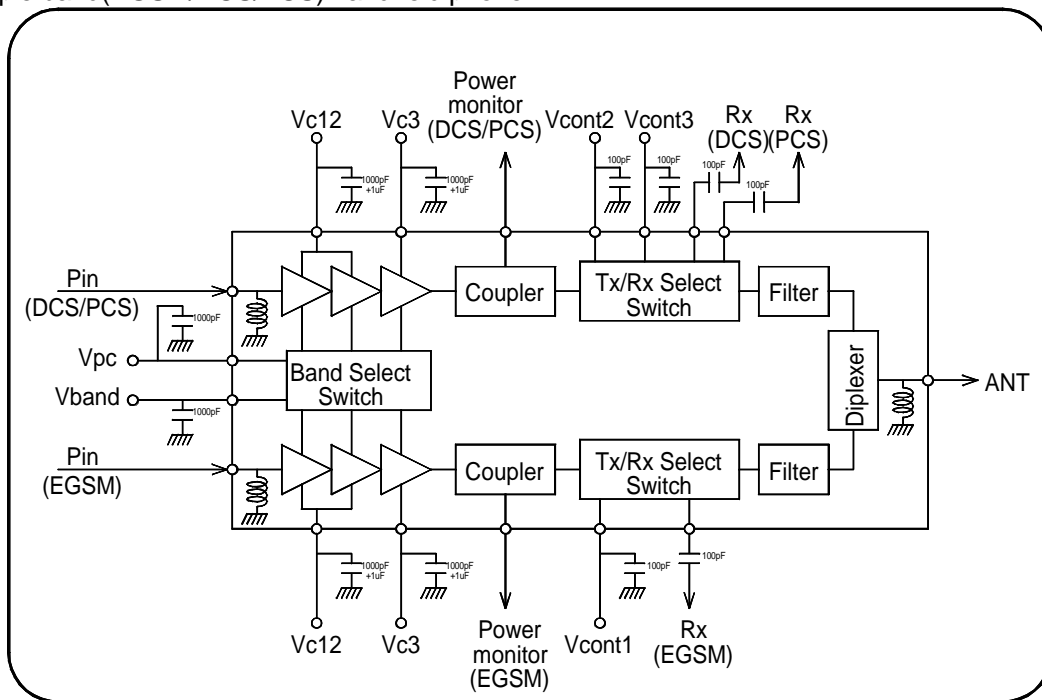 Power
monitor
(DCS/PCS)
Vc12
Vc3
Vcont2
Vcont3
Rx
(DCS)
Rx
(PCS)
1000pF
+1uF
1000pF
+1uF
100pF
100pF
100pF
100pF
Pin
(DCS/PCS)
Coupler
Tx/Rx Select
Switch
Filter
1000pF
Vpc
Band Select
Switch
Diplexer
ANT
Vband
1000pF
Pin
(EGSM)
Coupler
Tx/Rx Select
Switch
Filter
1000pF
+1uF
1000pF
+1uF
100pF
100pF
Vc12
Vc3
Power
monitor
(EGSM)
Vcont1
Rx
(EGSM)